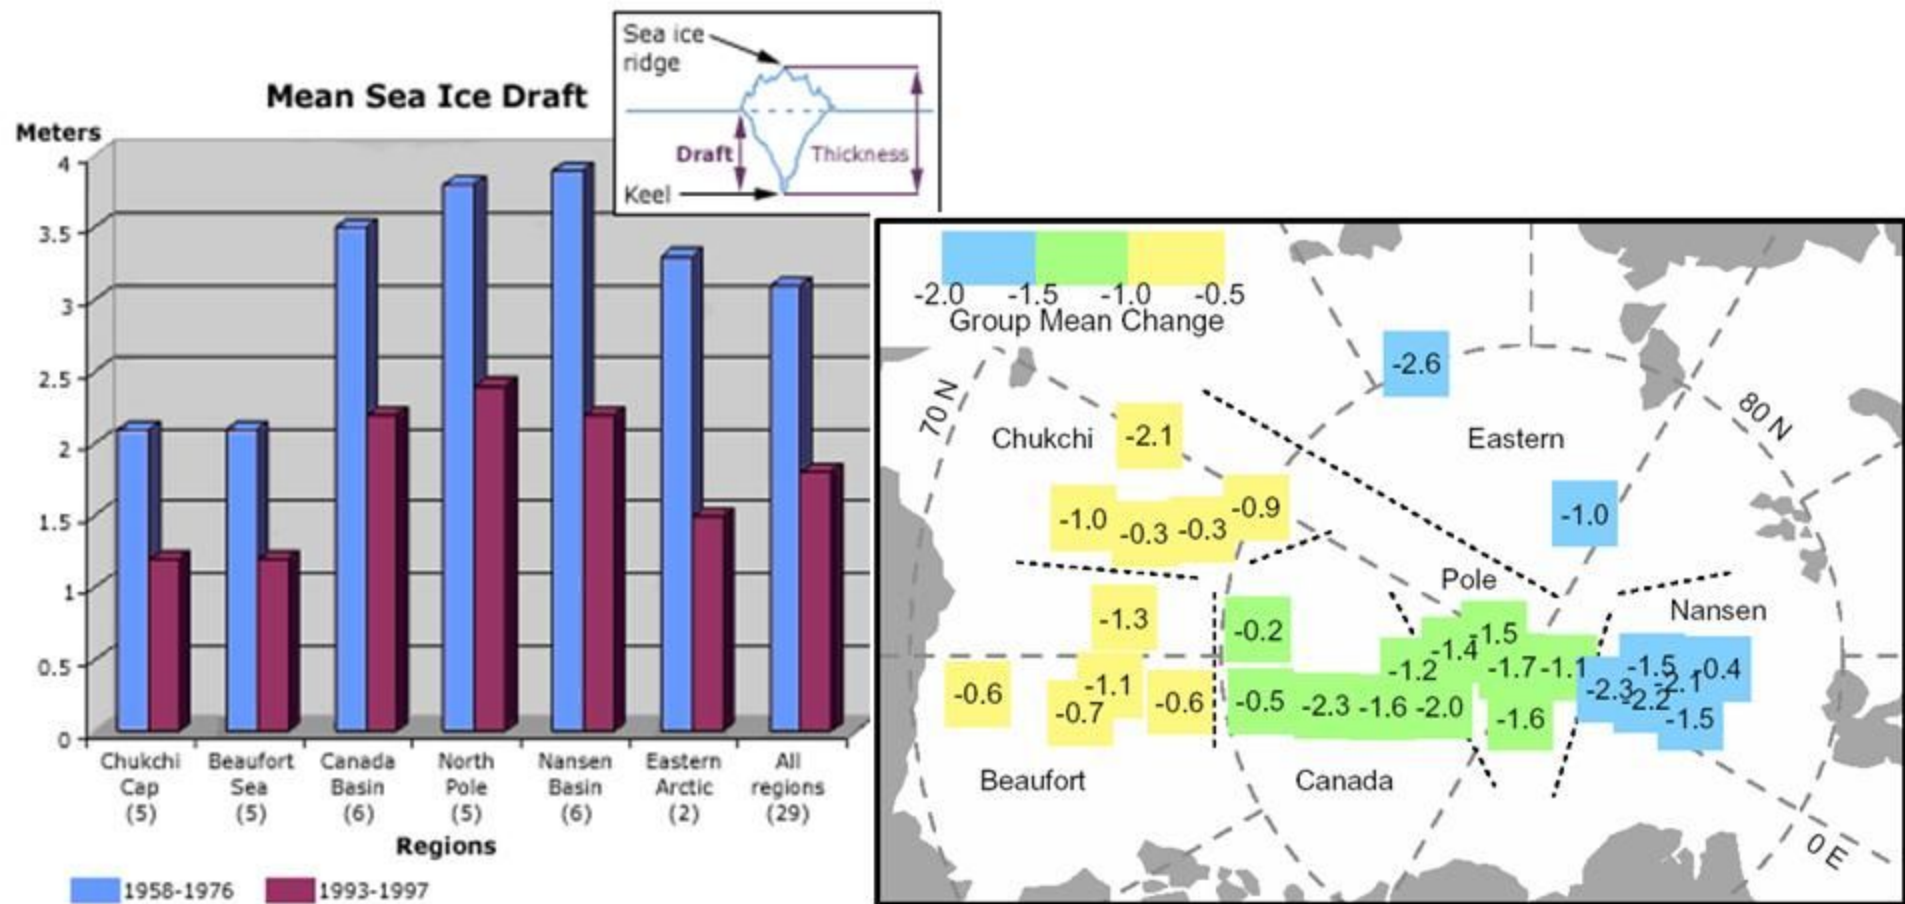 Mean Sea Ice Draft
Meters
4
3.5
3
2.5
2
1.5
1
0.5
0
Chukchi Cap (5)
Beaufort Sea (5)
Canada Basin (6)
North Pole (5)
Nansen Basin (6)
Eastern Arctic (2)
All regions (29)
Regions
1958-1976
1993-1997
Sea ice
ridge
Draft
Thickness
Keel
-2.0 -1.5 -1.0 -0.5
Group Mean Change
70 N
80 N
0 E
-2.6
Chukchi
-2.1
Eastern
-1.0 -0.3 -0.3 -0.9
-1.0
Pole
Nansen
-1.3
-0.2
-1.2 -1.4 -1.5
-1.7 -1.1
-1.5 -2.1 -0.4
-2.3 -2.2
-1.5
-0.6
-1.1
-0.7
-0.6
-0.5 -2.3 -1.6 -2.0
-1.6
Beaufort
Canada